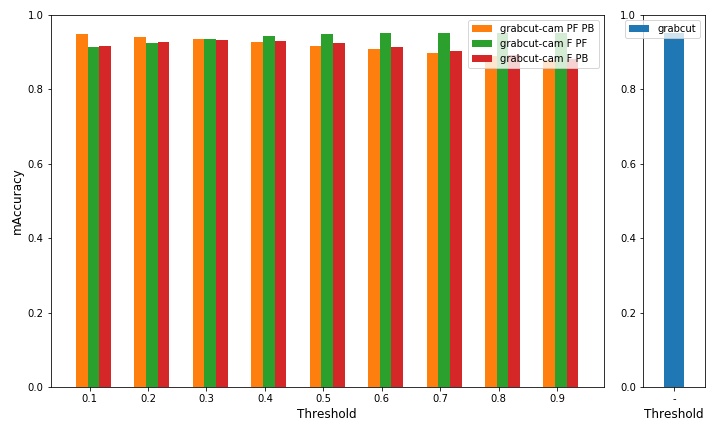 1.0
0.8
0.6
0.4
0.2
0.0
mAccuracy
0.1 0.2 0.3 0.4 0.5 0.6 0.7 0.8 0.9
Threshold
grabcut-cam PF PB
grabcut-cam F PF
grabcut-cam F PB
1.0
0.8
0.6
0.4
0.2
0.0
grabcut
-
Threshold